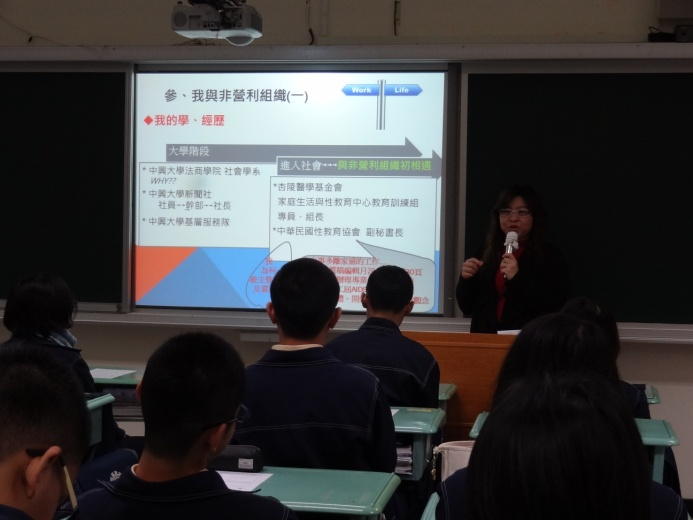 參、我與非營利組織(一)
Work
Life
◆我的學、經歷
大學階段
進入社會→→→與非營利組織初相遇
* 中興大學法商學院 社會學系
WHY??
* 中興大學新聞社
社員→幹部→社長
* 中興大學基層服務隊
*杏陵醫學基金會
家庭生活與性教育中心教育訓練組
專員、組長
*中華民國性教育協會 副秘書長